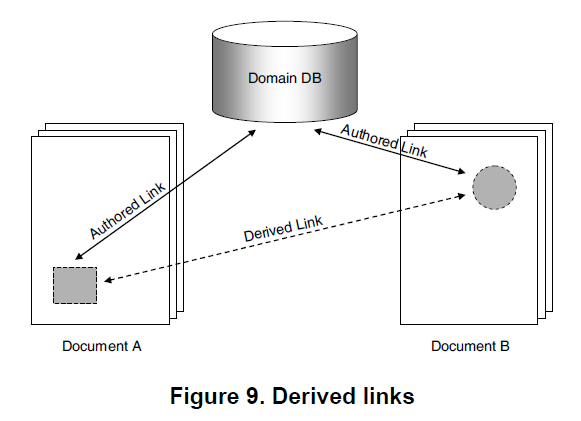 Domain DB
Authored Link
Authored Link
Derived Link
Document A
Document B
Figure 9. Derived links